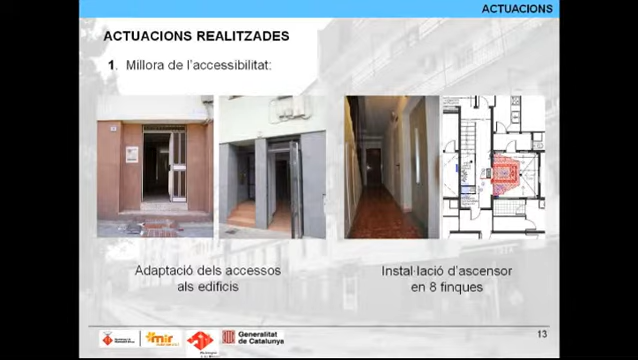 ACTUACIONS
ACTUACIONS REALITZADES
1. Millora de l'accessibilitat:
Adaptació dels accessos
als edificis
Instal·lació d'ascensor
en 8 finques
mir
Generalitat
de Catalunya
13